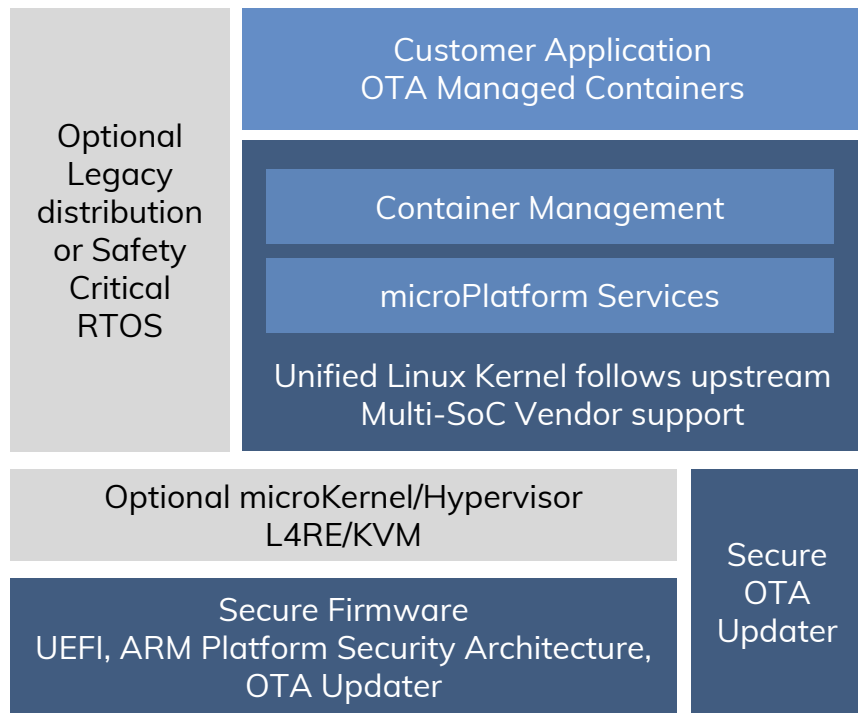 Optional
Legacy
distribution
or Safety
Critical
RTOS
Customer Application
OTA Managed Containers
Container Management
microPlatform Services
Unified Linux Kernel follows upstream
Multi-SoC Vendor support
Optional microKernel/Hypervisor
L4RE/KVM
Secure Firmware
UEFI, ARM Platform Security Architecture,
OTA Updater
Secure
OTA
Updater